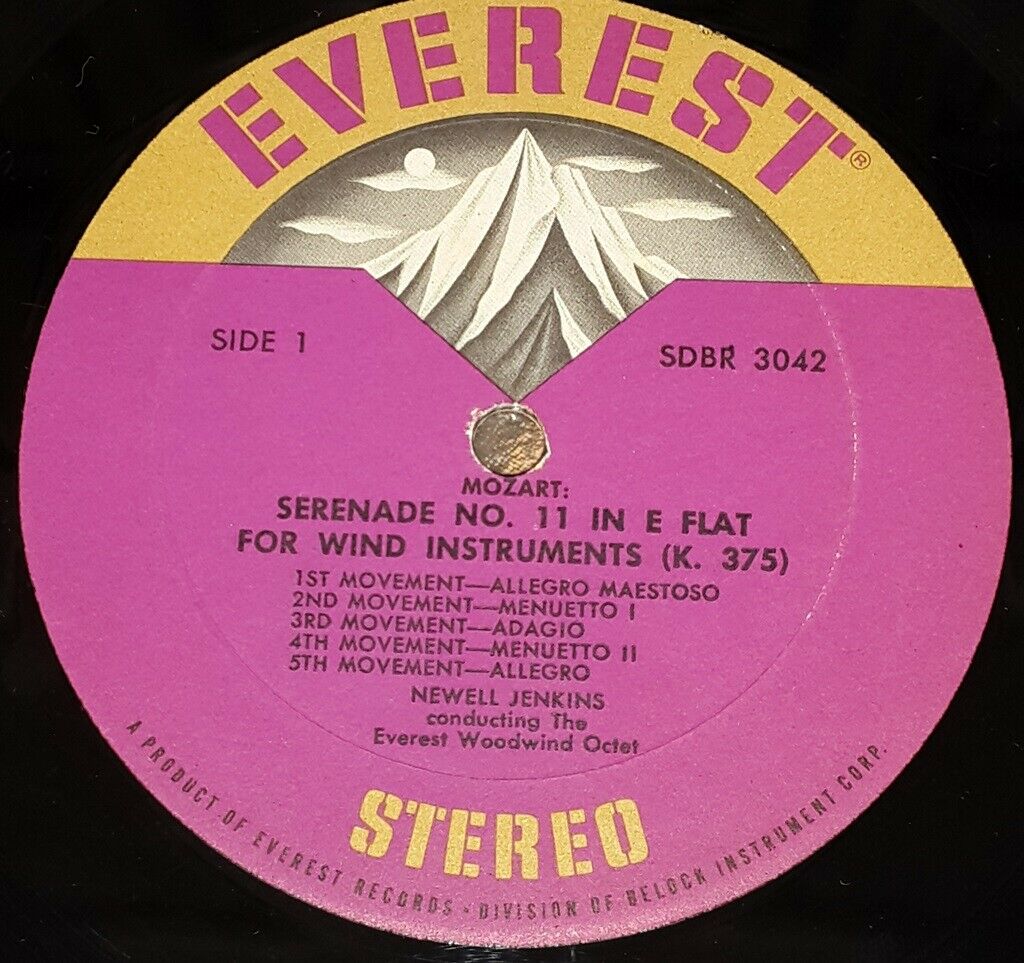 EVEREST®
SIDE 1
SDBR 3042
MOZART:
SERENADE NO. 11 IN E FLAT
FOR WIND INSTRUMENTS (K. 375)
1ST MOVEMENT—ALLEGRO MAESTOSO
2ND MOVEMENT—MENUETTO I
3RD MOVEMENT—ADAGIO
4TH MOVEMENT—MENUETTO II
5TH MOVEMENT—ALLEGRO
NEWELL JENKINS
conducting The
Everest Woodwind Octet
STEREO
A PRODUCT OF EVEREST RECORDS - DIVISION OF BELOCK INSTRUMENT CORP.